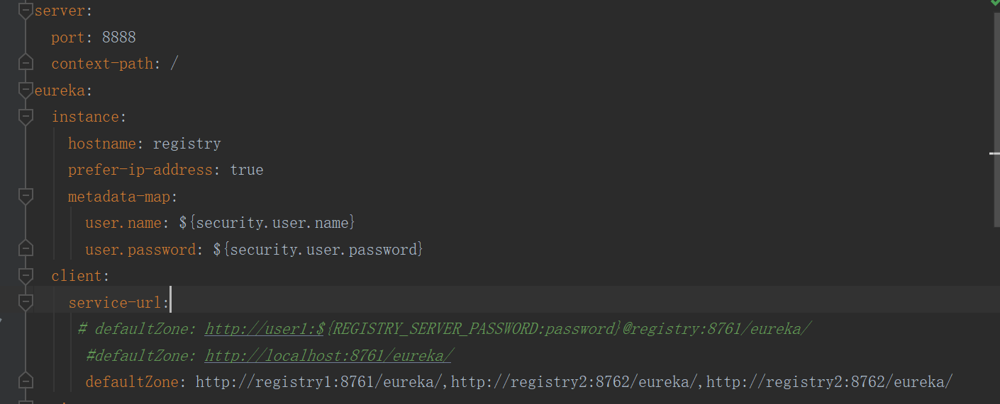 server:
port: 8888
context-path: /
eureka:
instance:
hostname: registry
prefer-ip-address: true
metadata-map:
user.name: ${security.user.name}
user.password: ${security.user.password}
client:
service-url:
# defaultZone: http://user1:${REGISTRY_SERVER_PASSWORD:password}@registry:8761/eureka/
#defaultZone: http://localhost:8761/eureka/
defaultZone: http://registry1:8761/eureka/,http://registry2:8762/eureka/,http://registry2:8762/eureka/